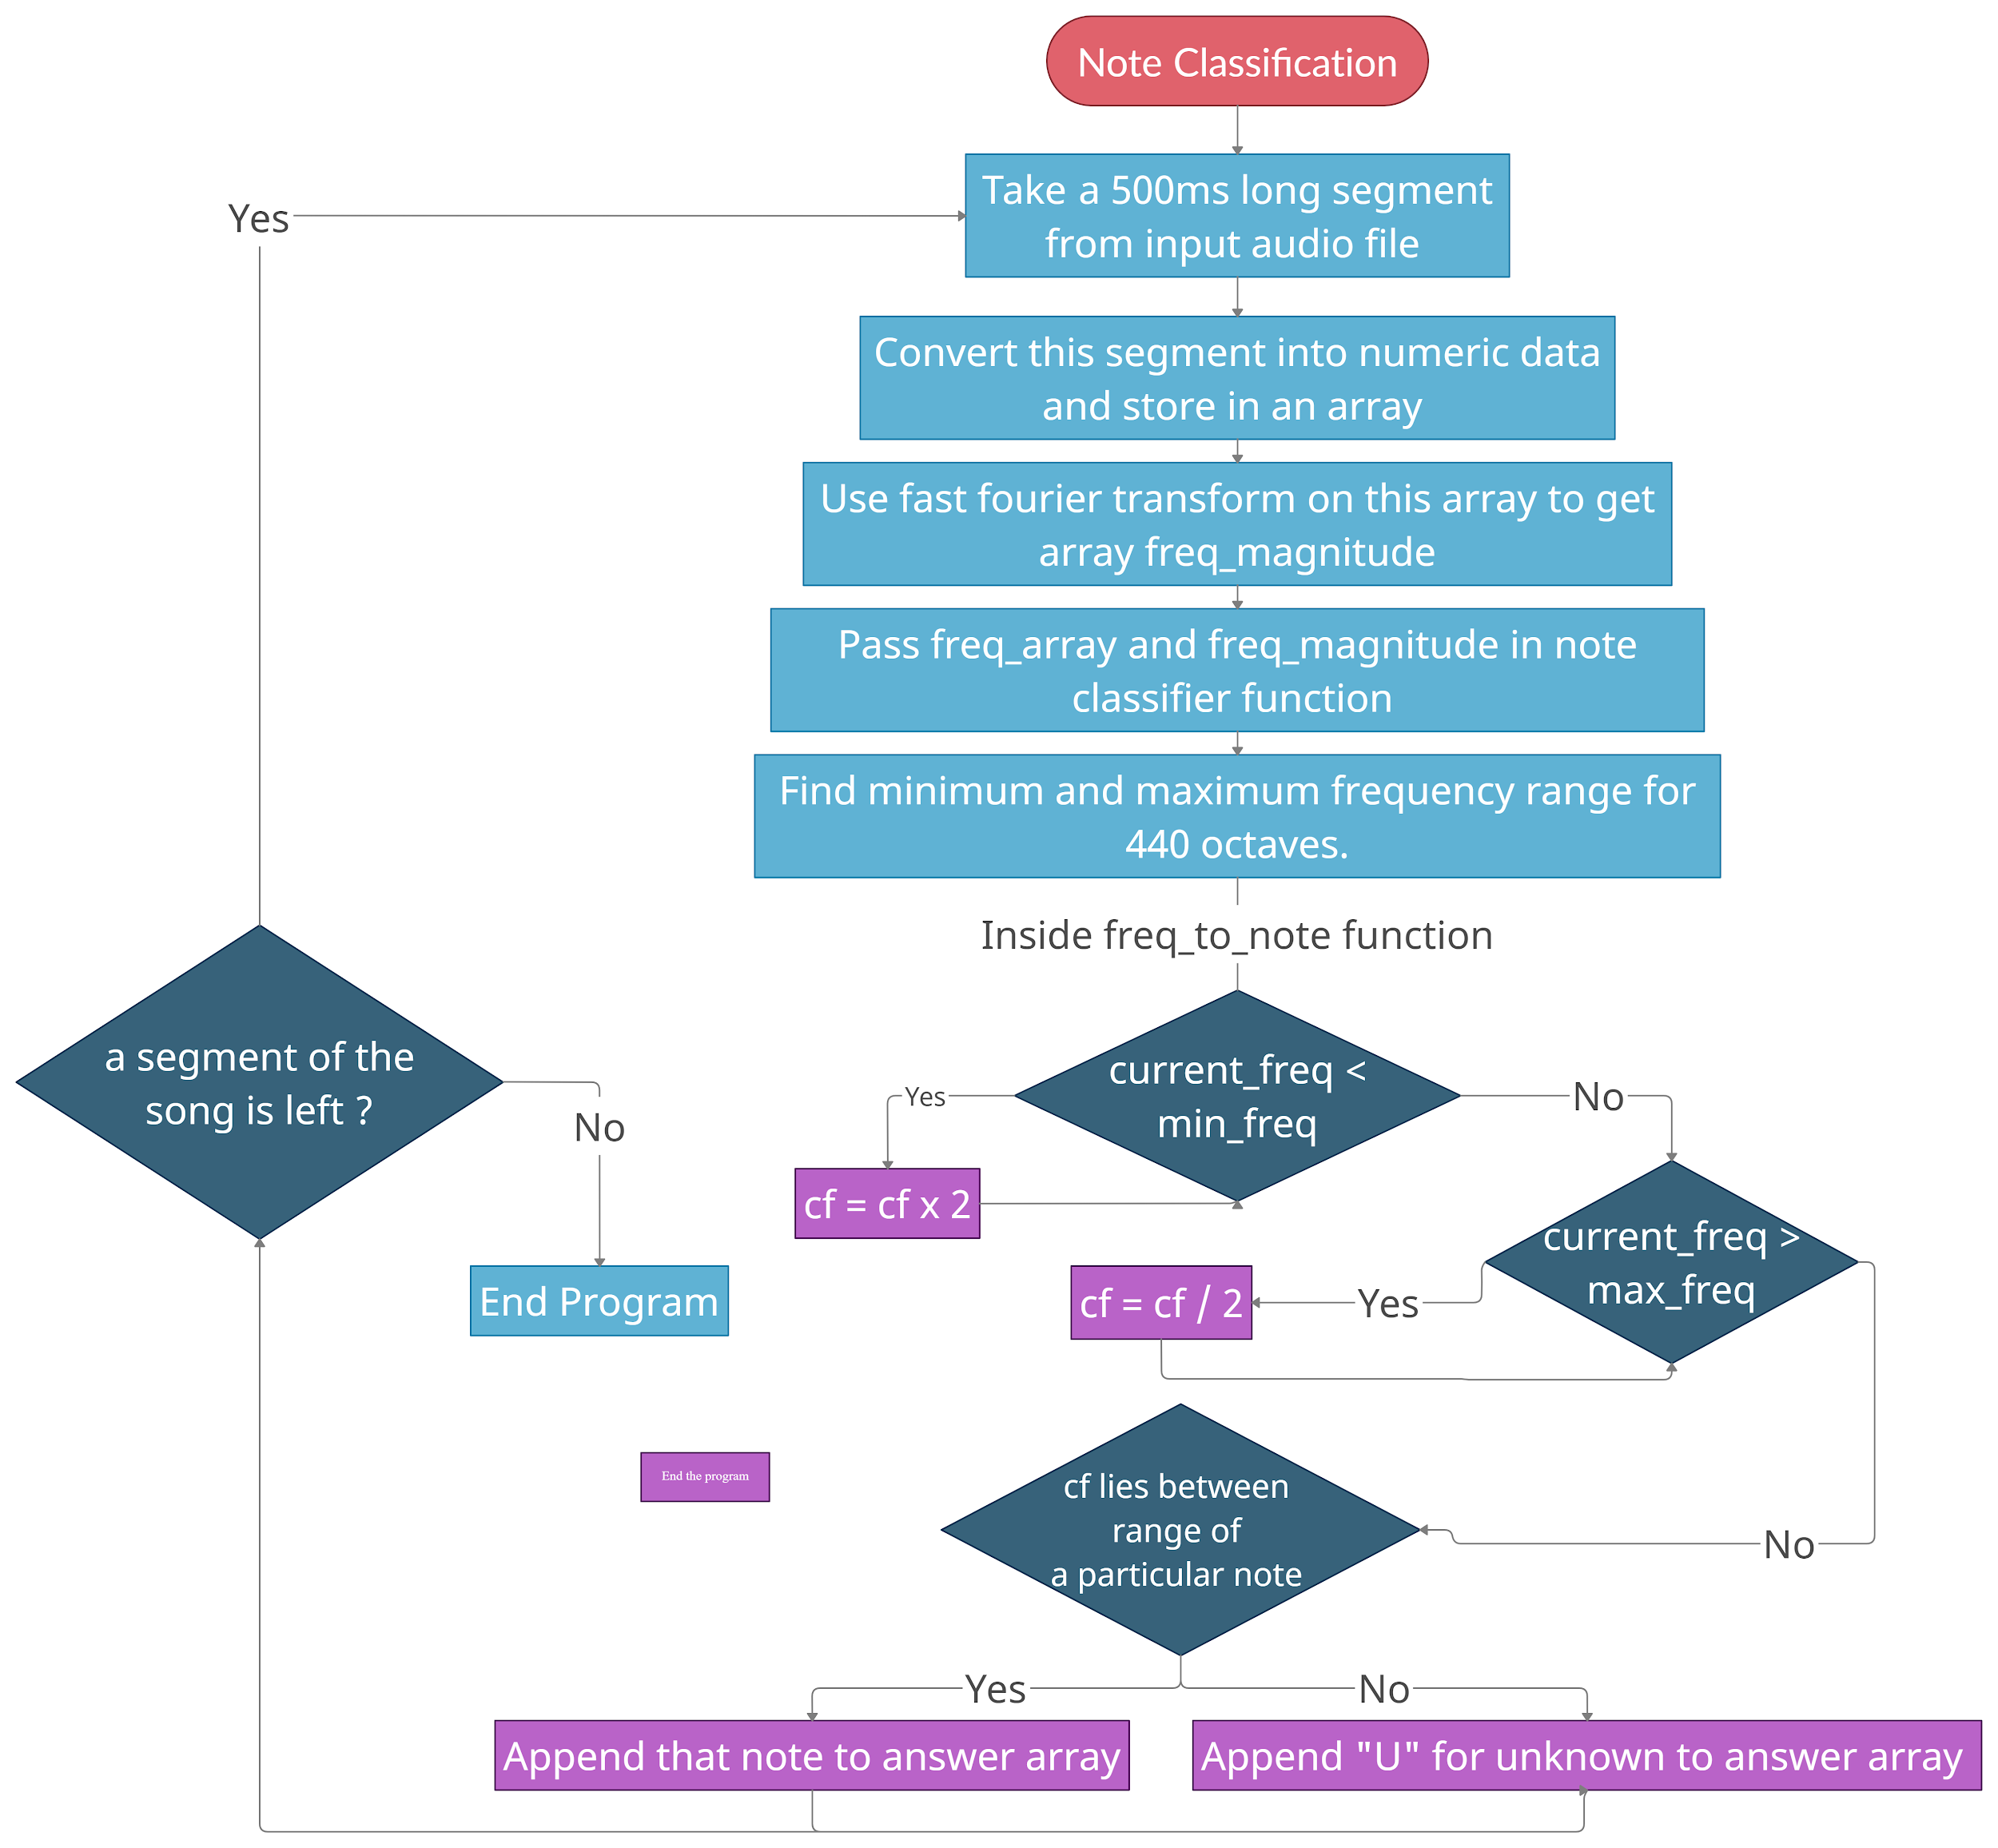 Note Classification
Take a 500ms long segment
from input audio file
Yes
Convert this segment into numeric data
and store in an array
Use fast fourier transform on this array to get
array freq_magnitude
Pass freq_array and freq_magnitude in note
classifier function
Find minimum and maximum frequency range for
440 octaves.
Inside freq_to_note function
a segment of the
song is left ?
No
End Program
current_freq <
min_freq
Yes
No
cf = cf x 2
current_freq >
max_freq
Yes
cf = cf / 2
No
End the program
cf lies between
range of
a particular note
Yes
No
Append that note to answer array
Append "U" for unknown to answer array